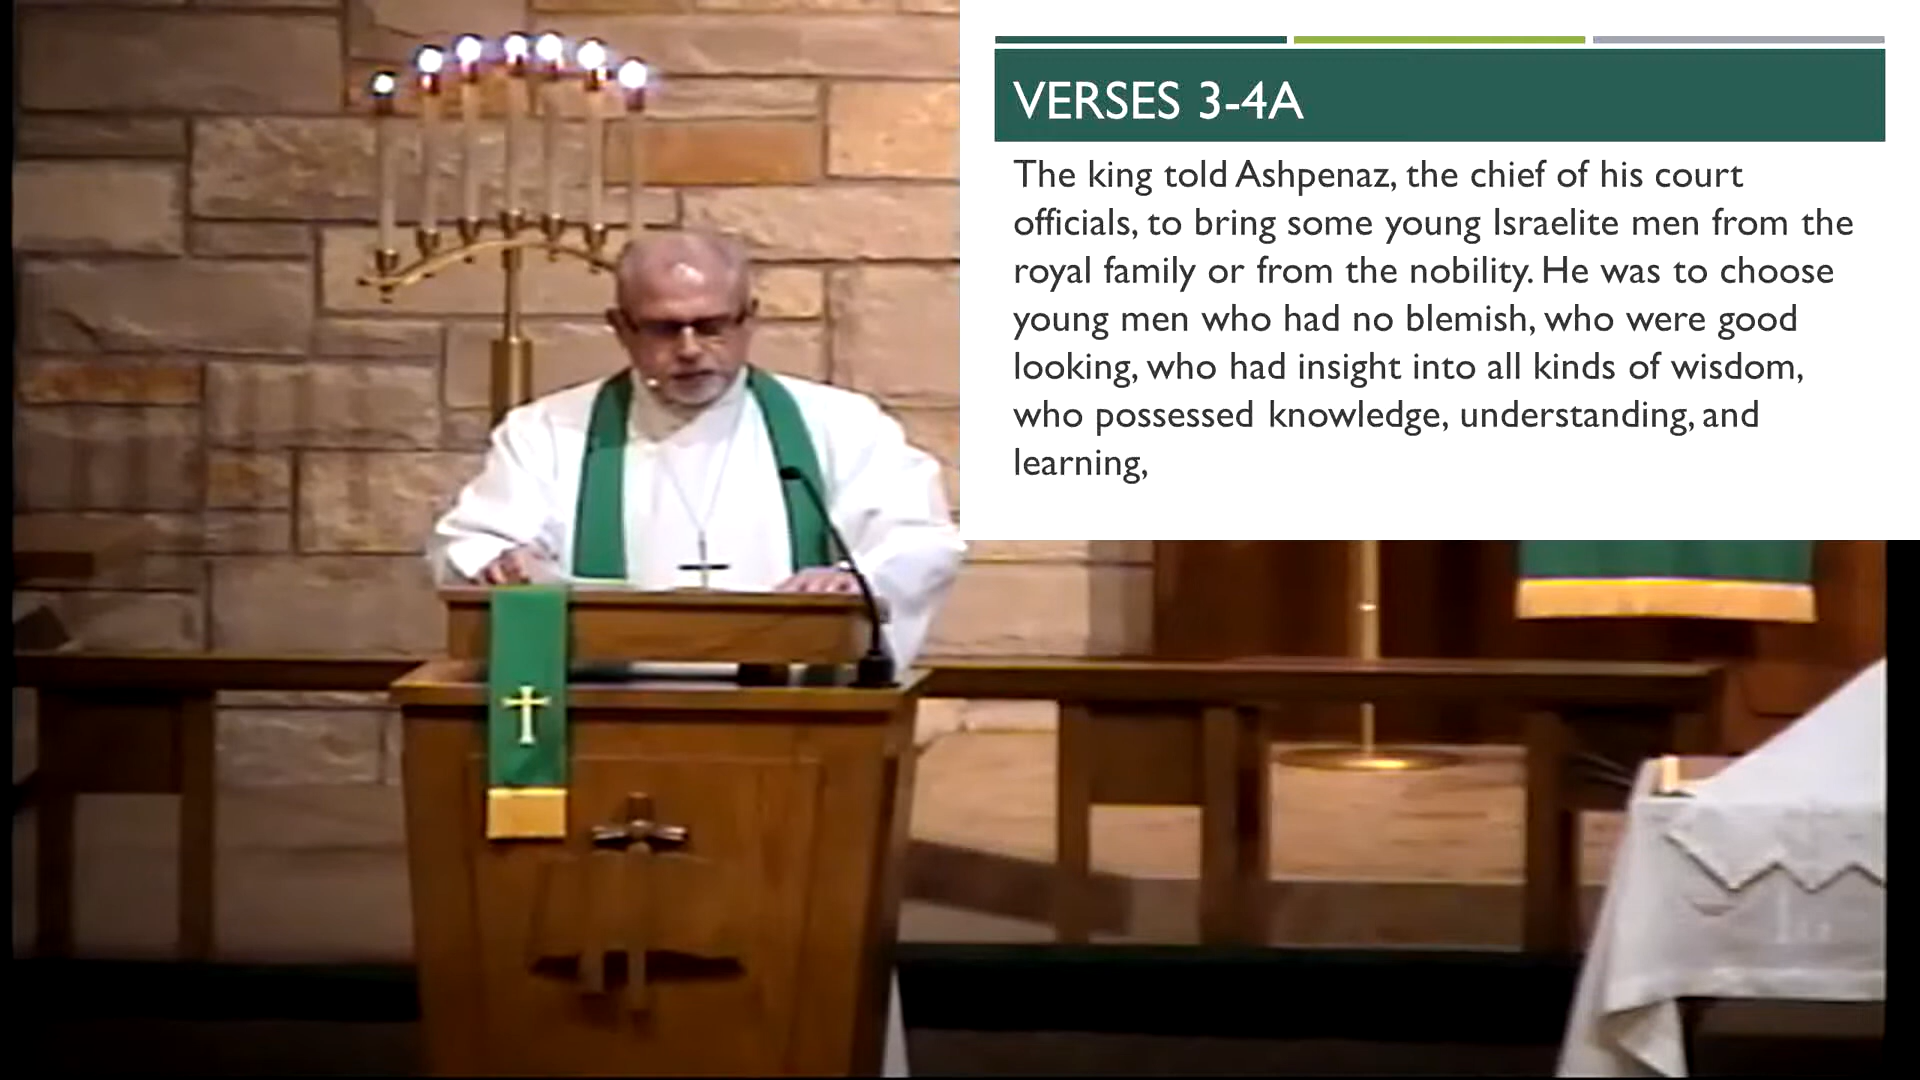 VERSES 3-4A
The king told Ashpenaz, the chief of his court
officials, to bring some young Israelite men from the
royal family or from the nobility. He was to choose
young men who had no blemish, who were good
looking, who had insight into all kinds of wisdom,
who possessed knowledge, understanding, and
learning,